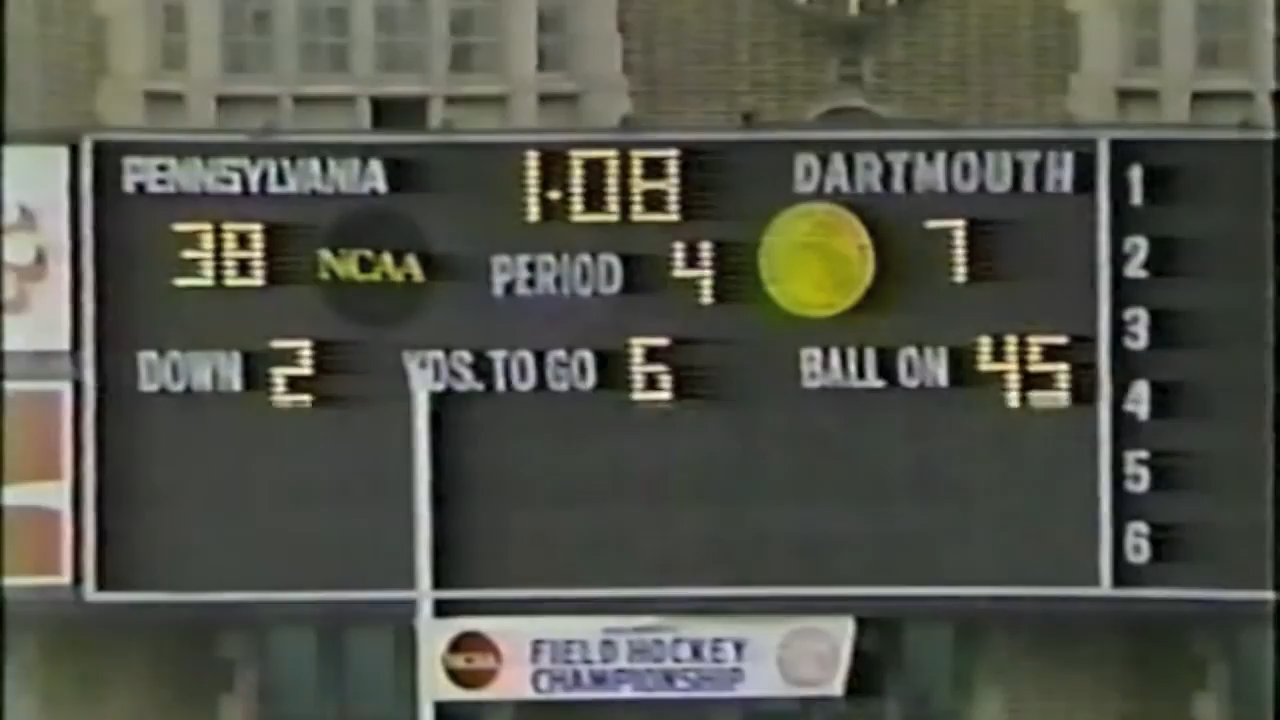 PENNSYLVANIA 1:08 DARTMOUTH
38 NCAA PERIOD 4 7
DOWN 2 YDS. TO GO 6 BALL ON 45
1
2
3
4
5
6
NCAA FIELD HOCKEY
CHAMPIONSHIP